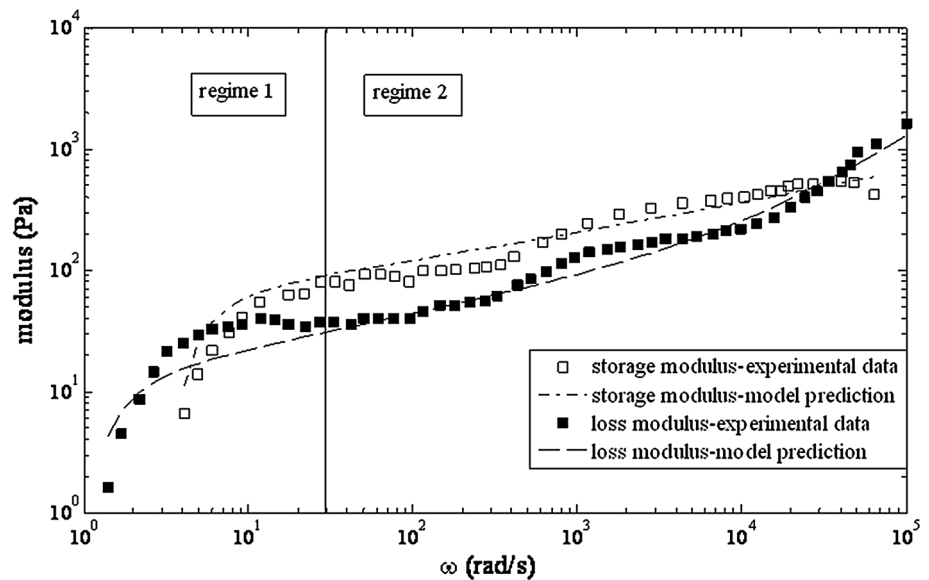 10^4
10^3
10^2
10^1
10^0
modulus (Pa)
regime 1
regime 2
storage modulus-experimental data
storage modulus-model prediction
loss modulus-experimental data
loss modulus-model prediction
10^0 10^1 10^2 10^3 10^4 10^5
ω (rad/s)